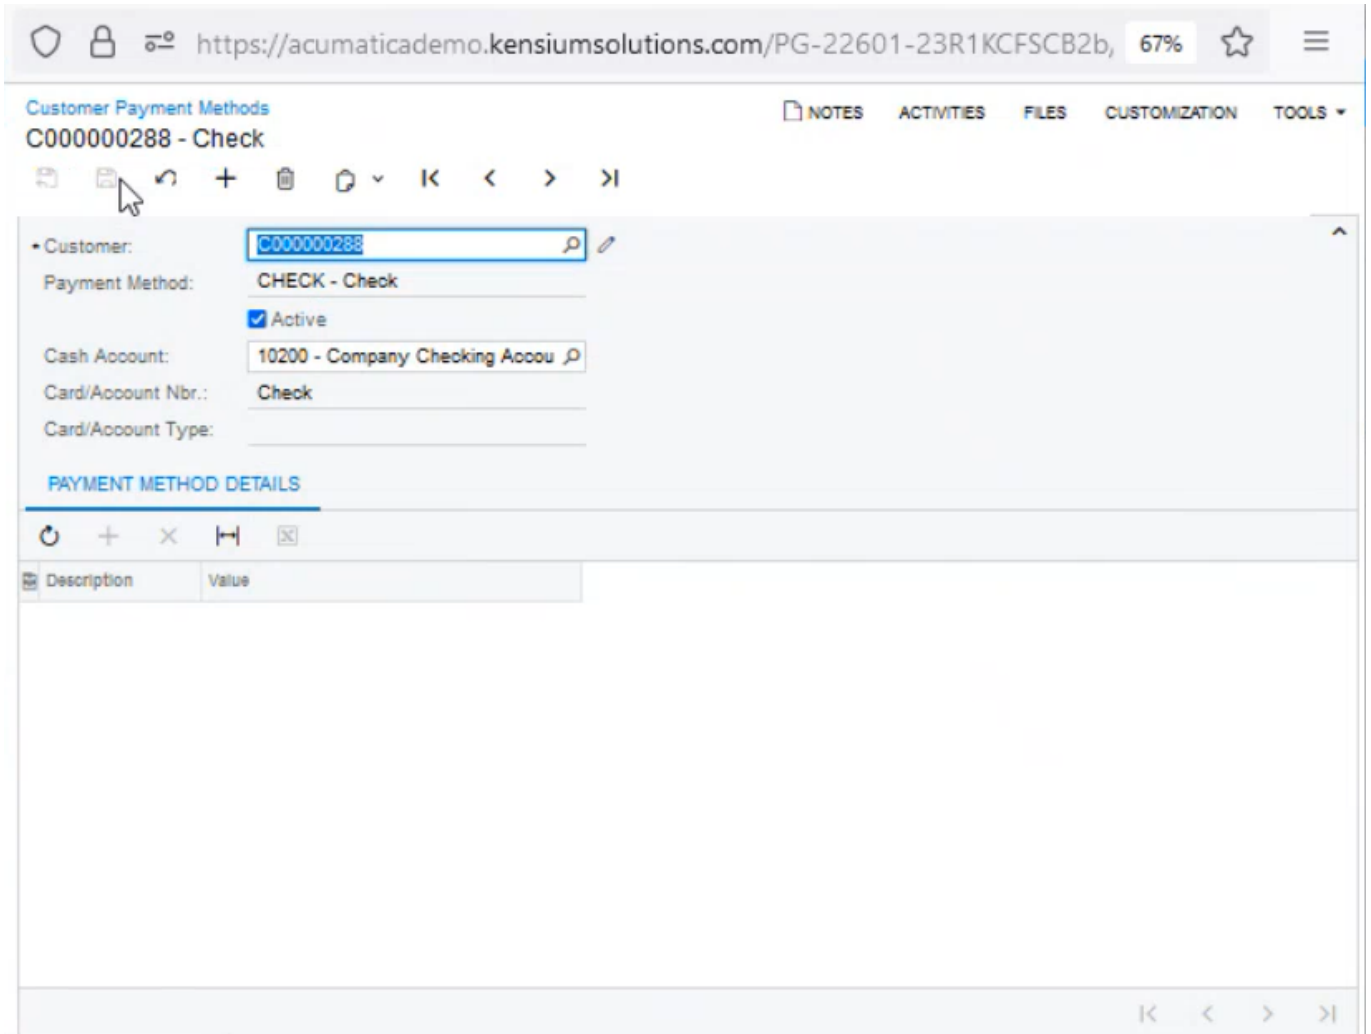 https://acumaticademo.kensiumsolutions.com/PG-22601-23R1KCFSCB2b, 67%
Customer Payment Methods
NOTES ACTIVITIES FILES CUSTOMIZATION TOOLS
C000000288 - Check
Customer: C000000288
Payment Method: CHECK - Check
Active
Cash Account: 10200 - Company Checking Accou
Card/Account Nbr.: Check
Card/Account Type:
PAYMENT METHOD DETAILS
Description Value